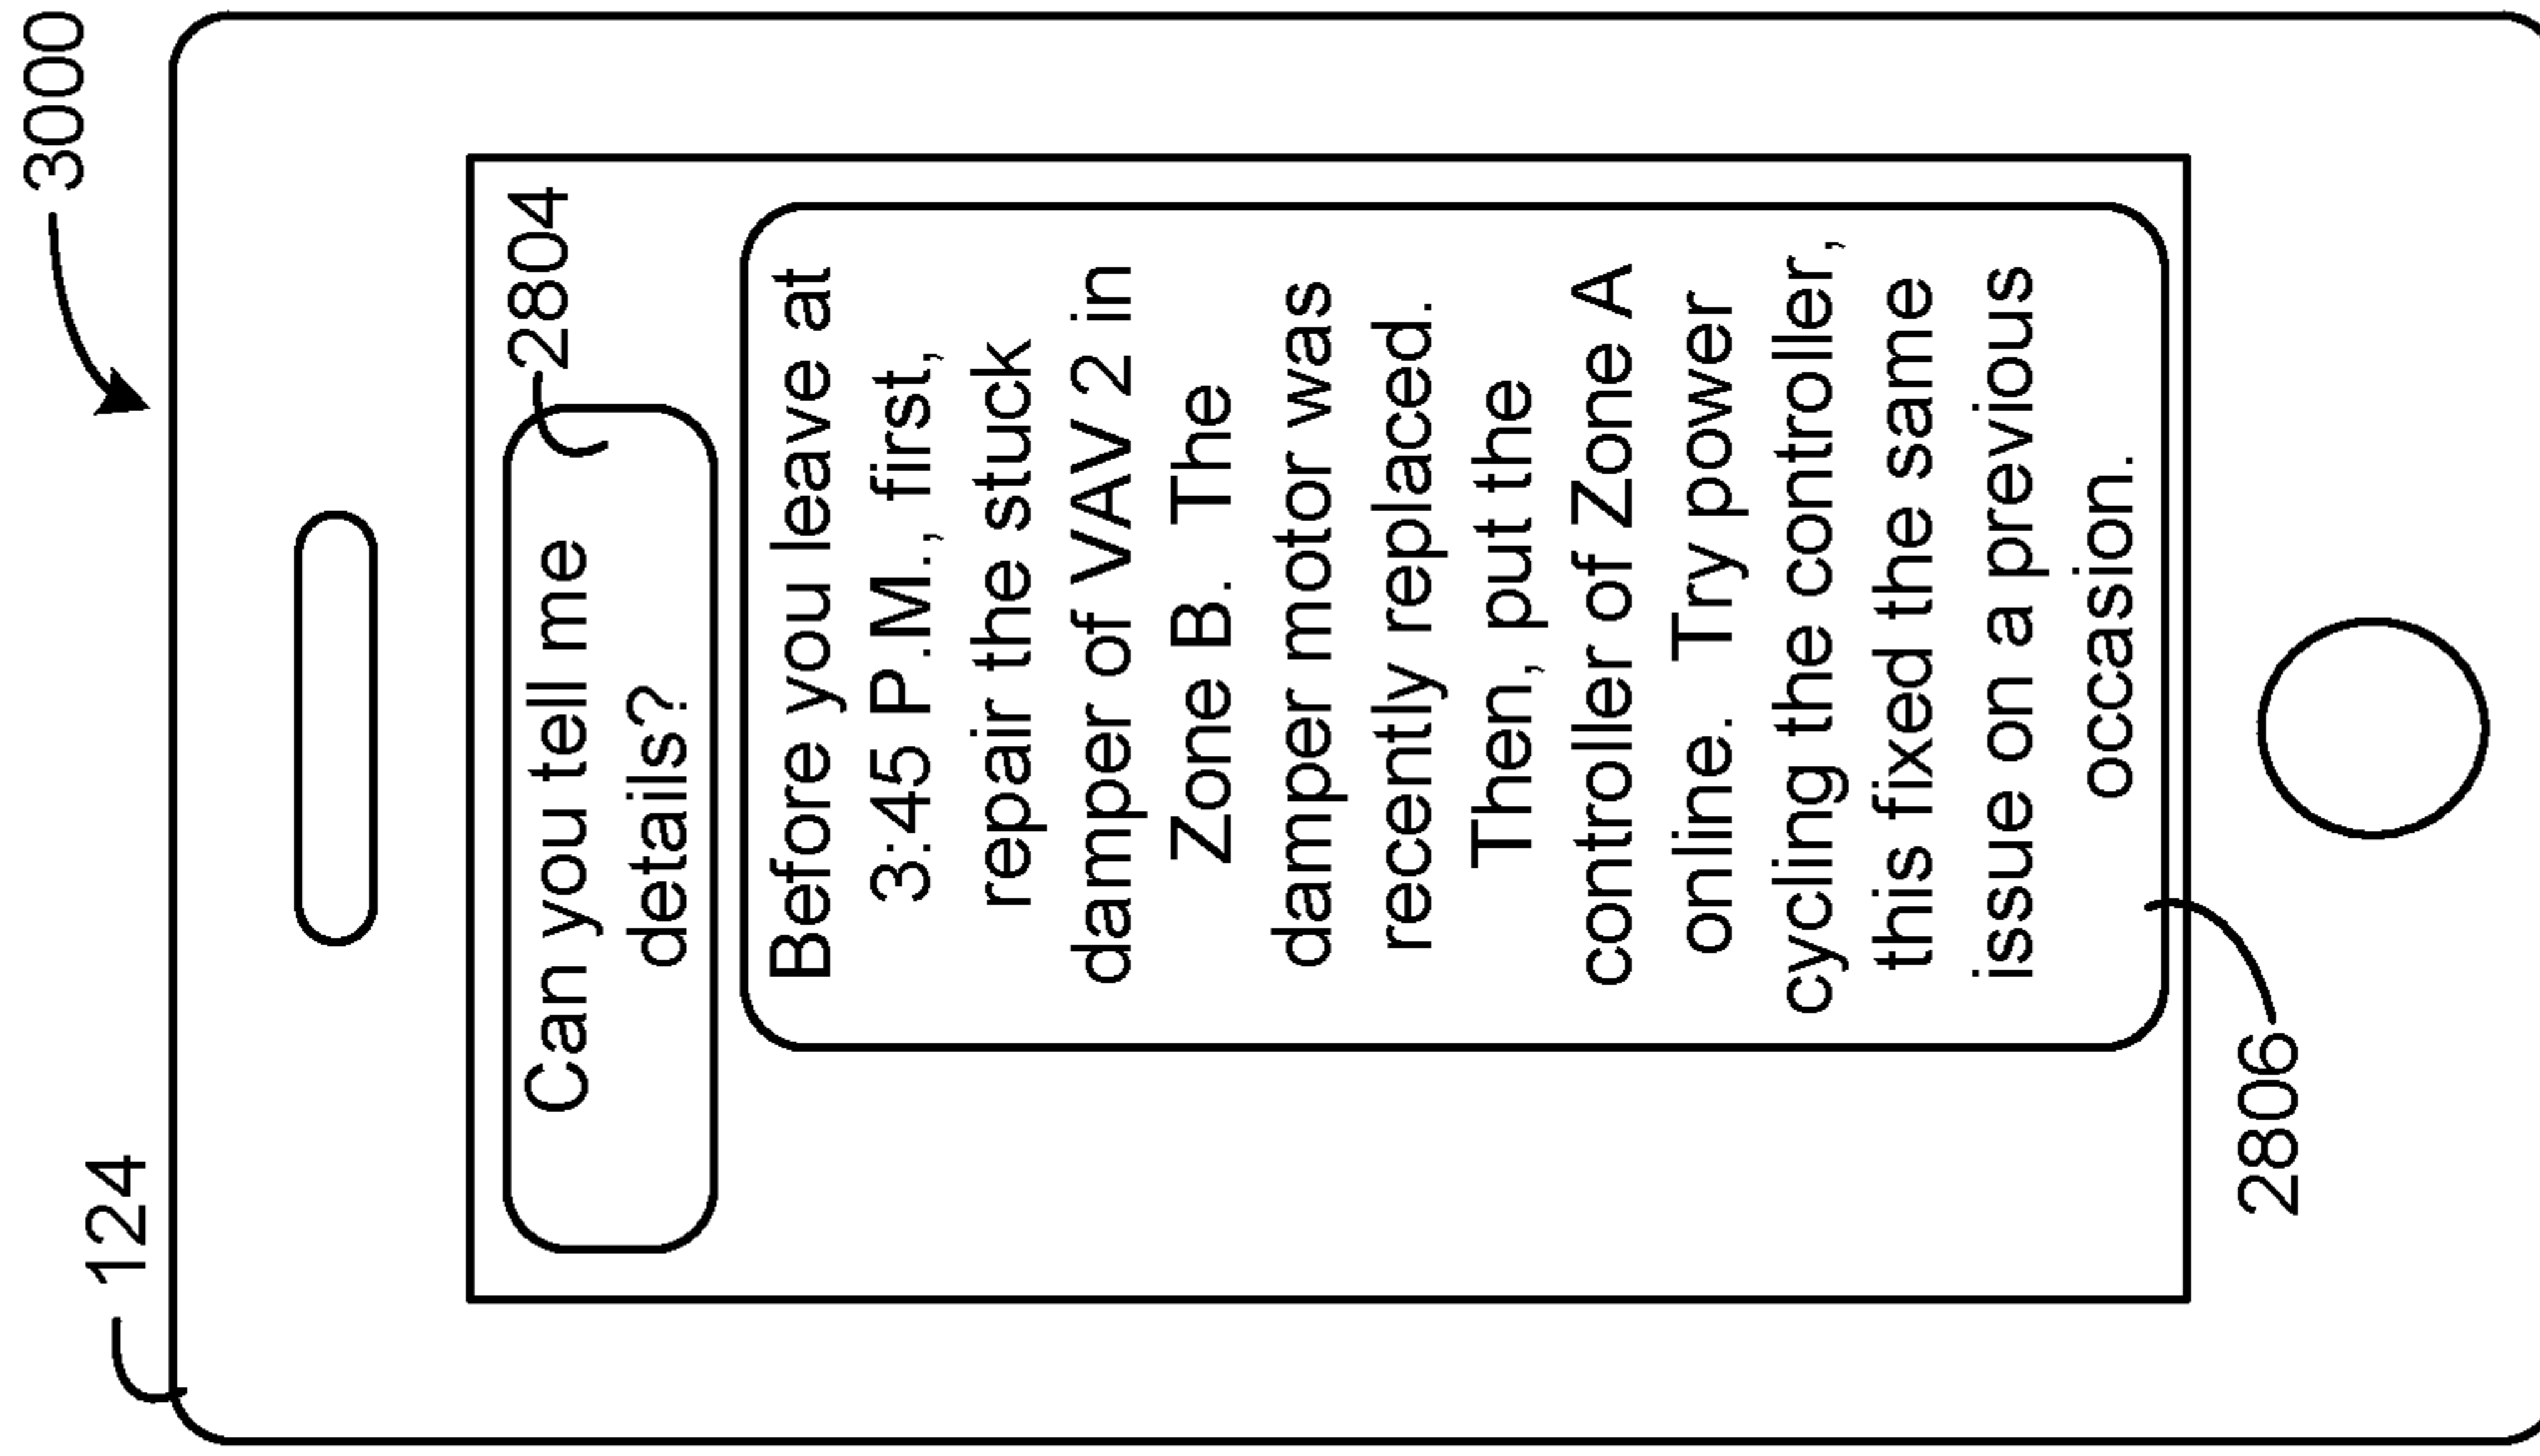 3000
124
Can you tell me
details?
2804
Before you leave at
3:45 P.M., first,
repair the stuck
damper of VAV 2 in
Zone B.  The
damper motor was
recently replaced.
Then, put the
controller of Zone A
online.  Try power
cycling the controller,
this fixed the same
issue on a previous
occasion.
2806